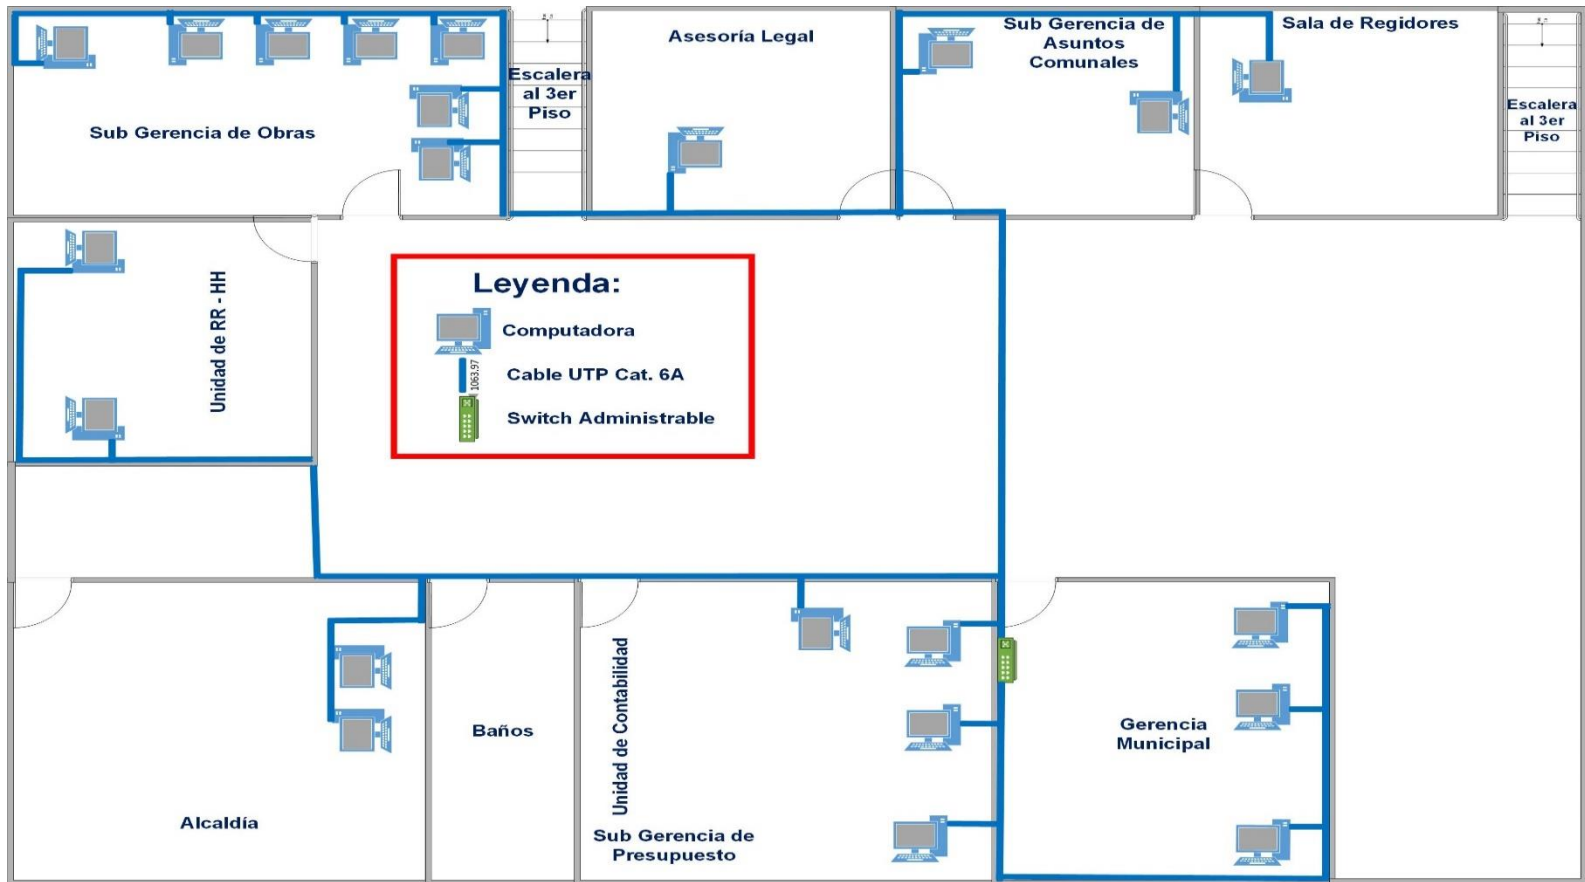 Sub Gerencia de Obras
Escalera
al 3er
Piso
Asesoría Legal
Sub Gerencia de
Asuntos
Comunales
Sala de Regidores
Escalera
al 3er
Piso
Unidad de RR - HH
Leyenda:
Computadora
1063.97
Cable UTP Cat. 6A
Switch Administrable
Alcaldía
Baños
Unidad de Contabilidad
Sub Gerencia de
Presupuesto
Gerencia
Municipal